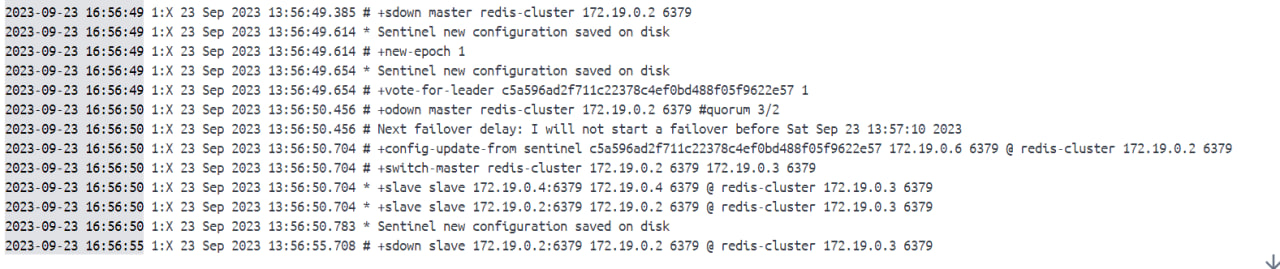 2023-09-23 16:56:49 1:X 23 Sep 2023 13:56:49.385 # +sdown master redis-cluster 172.19.0.2 6379
2023-09-23 16:56:49 1:X 23 Sep 2023 13:56:49.614 * Sentinel new configuration saved on disk
2023-09-23 16:56:49 1:X 23 Sep 2023 13:56:49.614 # +new-epoch 1
2023-09-23 16:56:49 1:X 23 Sep 2023 13:56:49.654 * Sentinel new configuration saved on disk
2023-09-23 16:56:49 1:X 23 Sep 2023 13:56:49.654 # +vote-for-leader c5a596ad2f711c22378c4ef0bd488f05f9622e57 1
2023-09-23 16:56:50 1:X 23 Sep 2023 13:56:50.456 # +odown master redis-cluster 172.19.0.2 6379 #quorum 3/2
2023-09-23 16:56:50 1:X 23 Sep 2023 13:56:50.456 # Next failover delay: I will not start a failover before Sat Sep 23 13:57:10 2023
2023-09-23 16:56:50 1:X 23 Sep 2023 13:56:50.704 # +config-update-from sentinel c5a596ad2f711c22378c4ef0bd488f05f9622e57 172.19.0.6 6379 @ redis-cluster 172.19.0.2 6379
2023-09-23 16:56:50 1:X 23 Sep 2023 13:56:50.704 # +switch-master redis-cluster 172.19.0.2 6379 172.19.0.3 6379
2023-09-23 16:56:50 1:X 23 Sep 2023 13:56:50.704 * +slave slave 172.19.0.4:6379 172.19.0.4 6379 @ redis-cluster 172.19.0.3 6379
2023-09-23 16:56:50 1:X 23 Sep 2023 13:56:50.704 * +slave slave 172.19.0.2:6379 172.19.0.2 6379 @ redis-cluster 172.19.0.3 6379
2023-09-23 16:56:50 1:X 23 Sep 2023 13:56:50.783 * Sentinel new configuration saved on disk
2023-09-23 16:56:55 1:X 23 Sep 2023 13:56:55.708 # +sdown slave 172.19.0.2:6379 172.19.0.2 6379 @ redis-cluster 172.19.0.3 6379